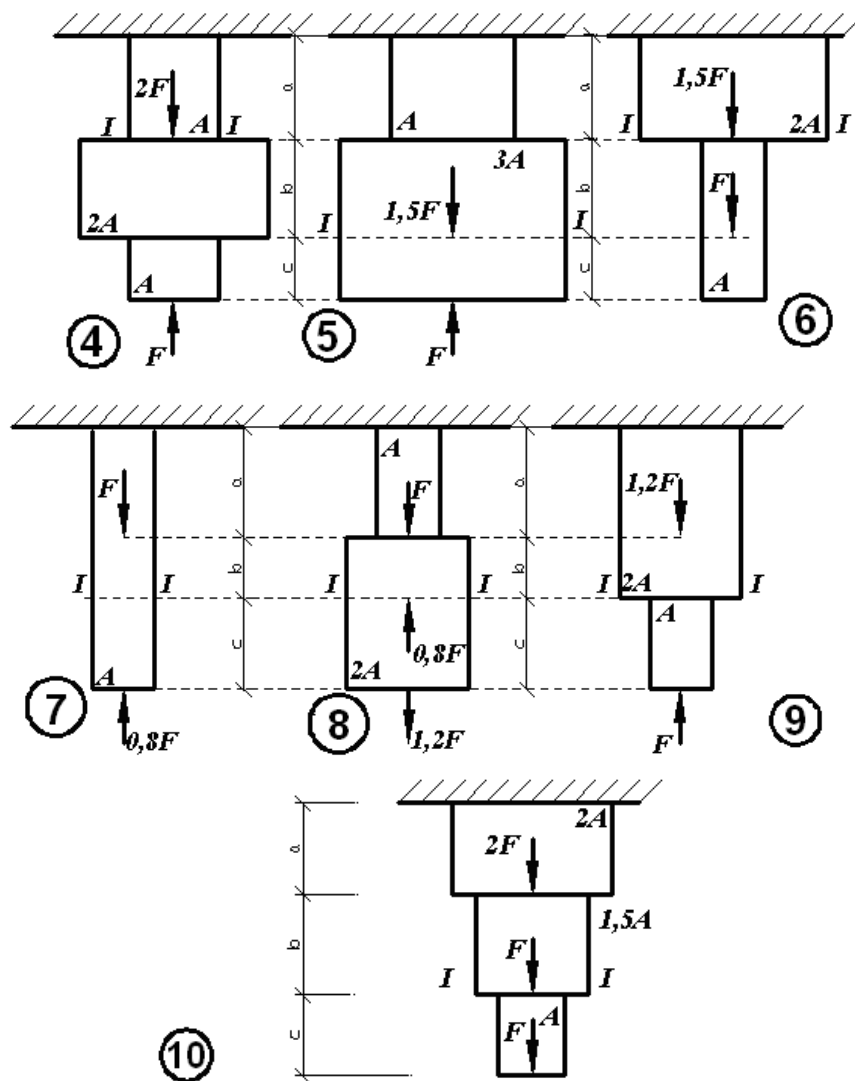 2F a 1,5F
I A I A I 2A I
3A
b 1,5F b F
2A I I
c c
A A
4 F 5 F 6
A
F a F a 1,2F
b b
I I I I I 2A I
A
c 0,8F c
A 2A
7 0,8F 8 1,2F F 9
2A
a 2F
1,5A
b F
I I
c F A
10